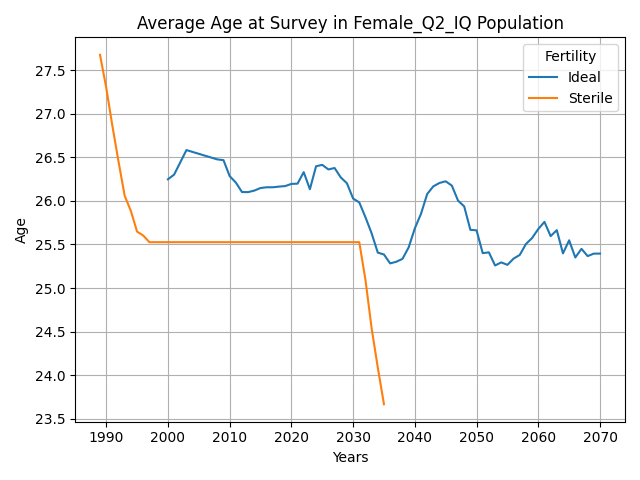 Average Age at Survey in Female_Q2_IQ Population
Fertility
Ideal
Sterile
Age
27.5
27.0
26.5
26.0
25.5
25.0
24.5
24.0
23.5
1990 2000 2010 2020 2030 2040 2050 2060 2070
Years